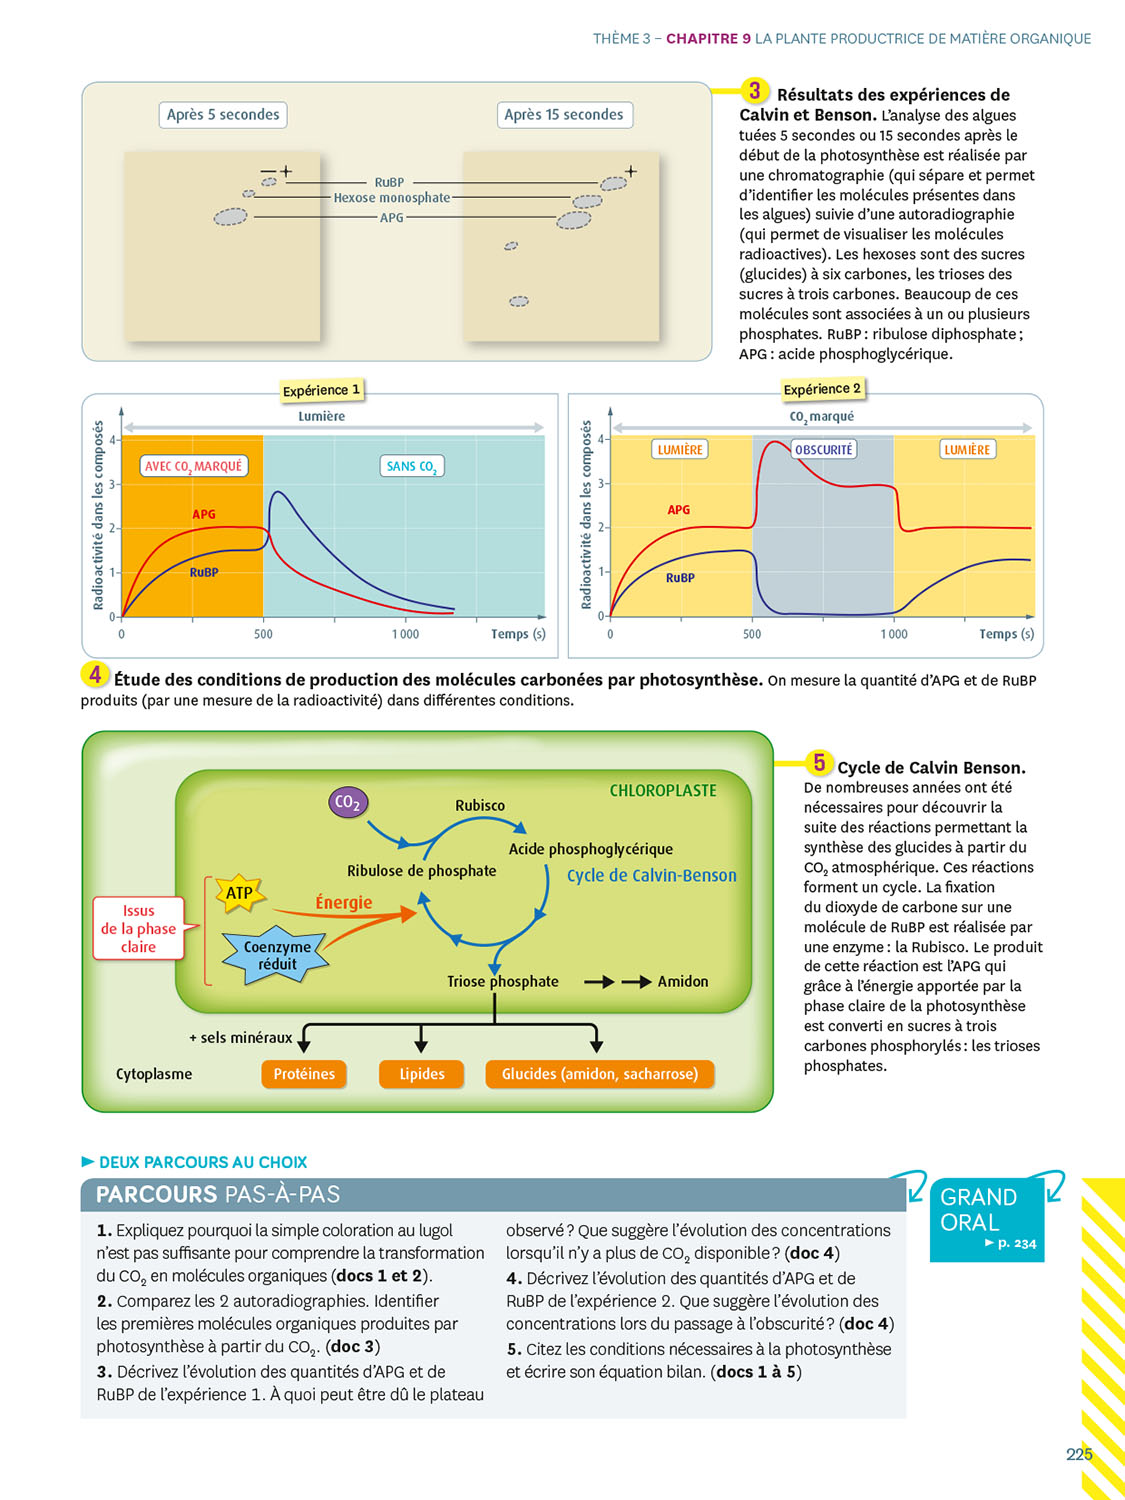 THÈME 3 – CHAPITRE 9 LA PLANTE PRODUCTRICE DE MATIÈRE ORGANIQUE
Après 5 secondes
Après 15 secondes
− +
+
RuBP
Hexose monosphate
APG
3 Résultats des expériences de
Calvin et Benson. L'analyse des algues
tuées 5 secondes ou 15 secondes après le
début de la photosynthèse est réalisée par
une chromatographie (qui sépare et permet
d'identifier les molécules présentes dans
les algues) suivie d'une autoradiographie
(qui permet de visualiser les molécules
radioactives). Les hexoses sont des sucres
(glucides) à six carbones, les trioses des
sucres à trois carbones. Beaucoup de ces
molécules sont associées à un ou plusieurs
phosphates. RuBP : ribulose diphosphate ;
APG : acide phosphoglycérique.
Expérience 1
Lumière
Radioactivité dans les composés
AVEC CO2 MARQUÉ
SANS CO2
APG
RuBP
4
3
2
1
0
0 500 1 000 Temps (s)
Expérience 2
CO2 marqué
Radioactivité dans les composés
LUMIÈRE
OBSCURITÉ
LUMIÈRE
APG
RuBP
4
3
2
1
0
0 500 1 000 Temps (s)
4 Étude des conditions de production des molécules carbonées par photosynthèse. On mesure la quantité d'APG et de RuBP
produits (par une mesure de la radioactivité) dans différentes conditions.
CHLOROPLASTE
CO2
Rubisco
Acide phosphoglycérique
Ribulose de phosphate
Cycle de Calvin-Benson
ATP
Énergie
Issus
de la phase
claire
Coenzyme
réduit
Triose phosphate
Amidon
+ sels minéraux
Cytoplasme
Protéines
Lipides
Glucides (amidon, sacharrose)
5 Cycle de Calvin Benson.
De nombreuses années ont été
nécessaires pour découvrir la
suite des réactions permettant la
synthèse des glucides à partir du
CO2 atmosphérique. Ces réactions
forment un cycle. La fixation
du dioxyde de carbone sur une
molécule de RuBP est réalisée par
une enzyme : la Rubisco. Le produit
de cette réaction est l'APG qui
grâce à l'énergie apportée par la
phase claire de la photosynthèse
est converti en sucres à trois
carbones phosphorylés : les trioses
phosphates.
► DEUX PARCOURS AU CHOIX
PARCOURS PAS-À-PAS
1. Expliquez pourquoi la simple coloration au lugol
n'est pas suffisante pour comprendre la transformation
du CO2 en molécules organiques (docs 1 et 2).
2. Comparez les 2 autoradiographies. Identifier
les premières molécules organiques produites par
photosynthèse à partir du CO2. (doc 3)
3. Décrivez l'évolution des quantités d'APG et de
RuBP de l'expérience 1. À quoi peut être dû le plateau
observé ? Que suggère l'évolution des concentrations
lorsqu'il n'y a plus de CO2 disponible ? (doc 4)
4. Décrivez l'évolution des quantités d'APG et de
RuBP de l'expérience 2. Que suggère l'évolution des
concentrations lors du passage à l'obscurité ? (doc 4)
5. Citez les conditions nécessaires à la photosynthèse
et écrire son équation bilan. (docs 1 à 5)
GRAND
ORAL
► p. 234
225